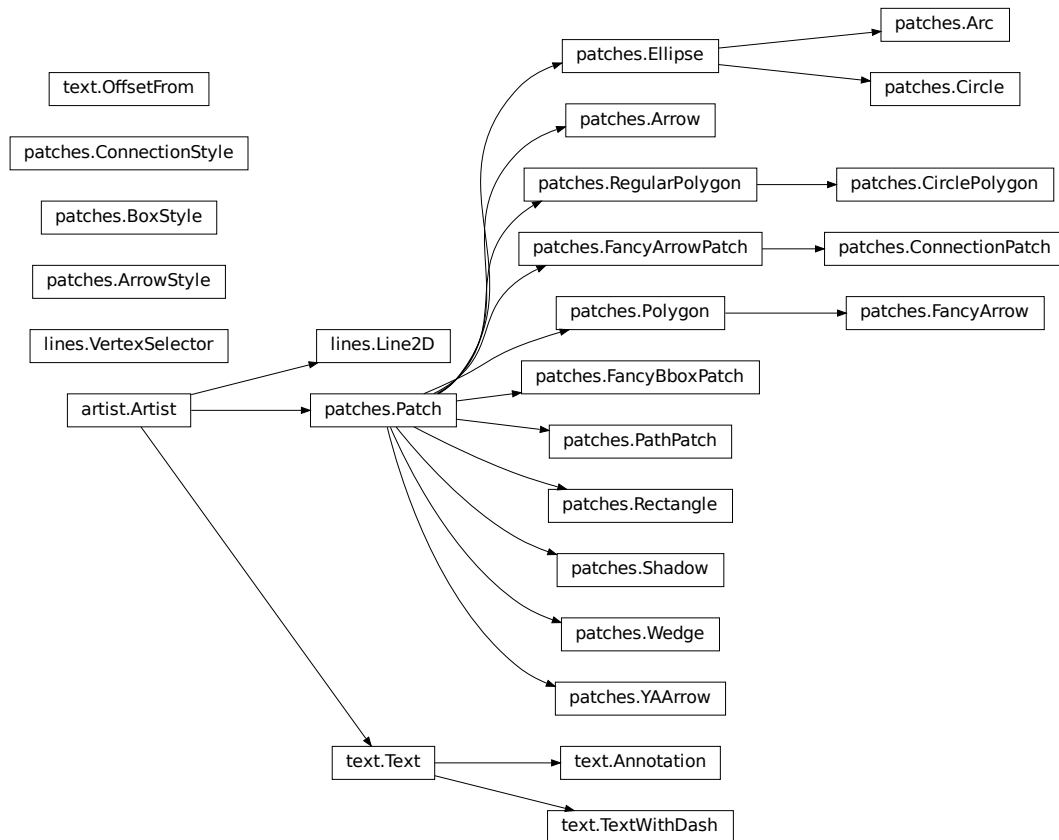 patches.Arc
patches.Ellipse
text.OffsetFrom
patches.Circle
patches.Arrow
patches.ConnectionStyle
patches.RegularPolygon
patches.CirclePolygon
patches.BoxStyle
patches.FancyArrowPatch
patches.ConnectionPatch
patches.ArrowStyle
patches.Polygon
patches.FancyArrow
lines.VertexSelector
lines.Line2D
patches.FancyBboxPatch
artist.Artist
patches.Patch
patches.PathPatch
patches.Rectangle
patches.Shadow
patches.Wedge
patches.YAArrow
text.Text
text.Annotation
text.TextWithDash